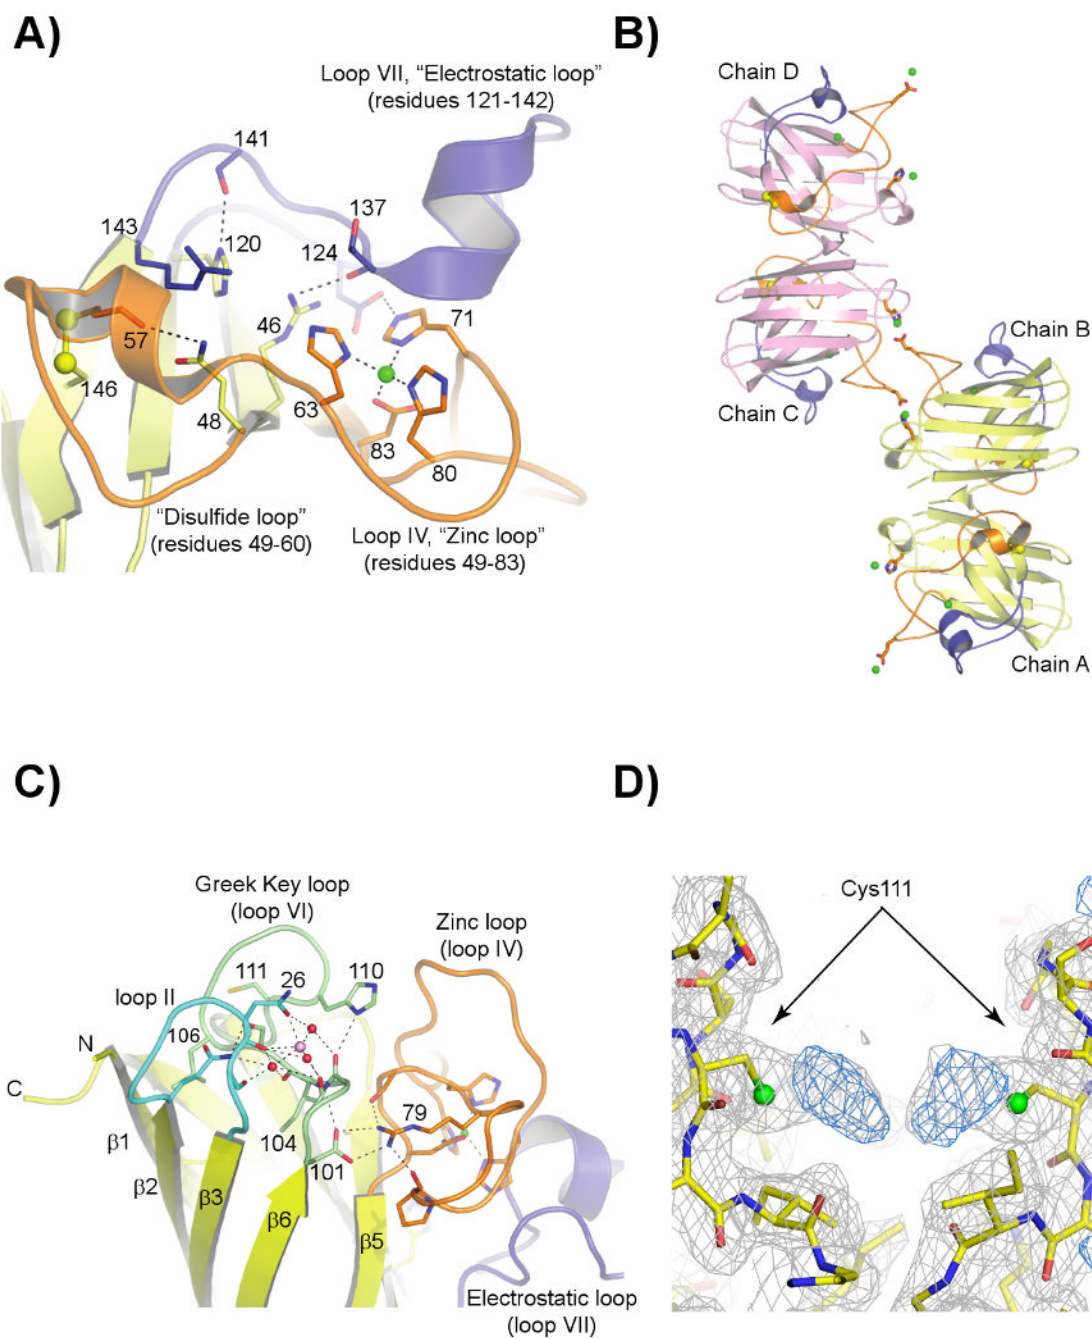 A)
Loop VII, “Electrostatic loop”
(residues 121-142)
141
137
143
120
124
46
71
57
63
146
48
83
80
“Disulfide loop”
(residues 49-60)
Loop IV, “Zinc loop”
(residues 49-83)
B)
Chain D
Chain B
Chain C
Chain A
C)
Greek Key loop
(loop VI)
Zinc loop
(loop IV)
111
26
110
loop II
106
N
C
79
104
101
β1
β2
β3
β6
β5
Electrostatic loop
(loop VII)
D)
Cys111